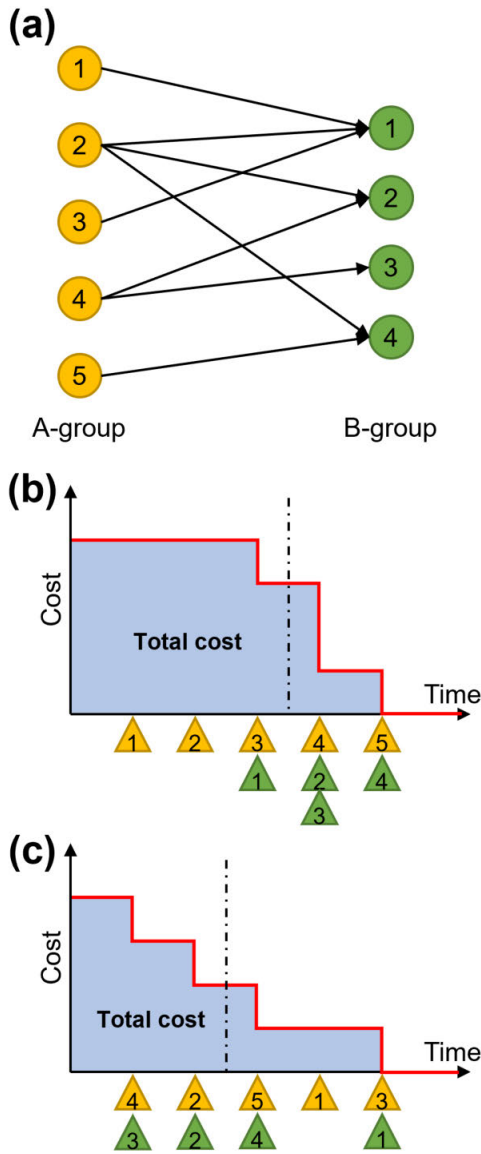 (a)
1
2
3
4
5
1
2
3
4
A-group
B-group
(b)
Cost
Total cost
Time
1 2 3 4 5
1 2 4
3
(c)
Cost
Total cost
Time
4 2 5 1 3
3 2 4 1